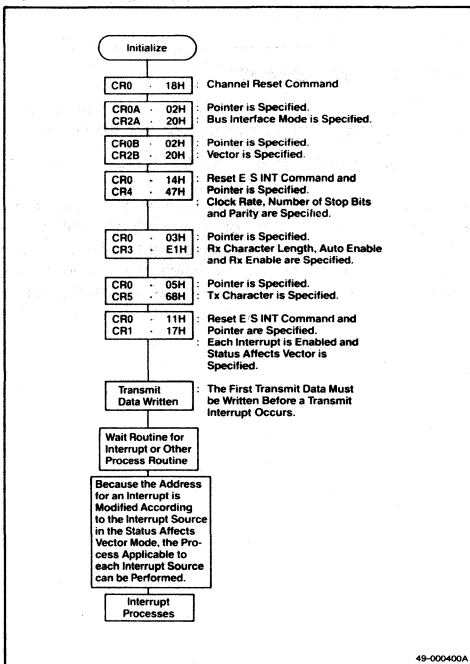 Initialize
CR0 · 18H : Channel Reset Command
CR0A · 02H : Pointer is Specified.
CR2A · 20H : Bus Interface Mode is Specified.
CR0B · 02H : Pointer is Specified.
CR2B · 20H : Vector is Specified.
CR0 · 14H : Reset E S INT Command and
CR4 · 47H Pointer is Specified.
: Clock Rate, Number of Stop Bits
and Parity are Specified.
CR0 · 03H : Pointer is Specified.
CR3 · E1H : Rx Character Length, Auto Enable
and Rx Enable are Specified.
CR0 · 05H : Pointer is Specified.
CR5 · 68H : Tx Character is Specified.
CR0 · 11H : Reset E/S INT Command and
CR1 · 17H Pointer are Specified.
: Each Interrupt is Enabled and
Status Affects Vector is
Specified.
Transmit
Data Written
: The First Transmit Data Must
be Written Before a Transmit
Interrupt Occurs.
Wait Routine for
Interrupt or Other
Process Routine
Because the Address
for an Interrupt is
Modified According
to the Interrupt Source
in the Status Affects
Vector Mode, the Pro-
cess Applicable to
each Interrupt Source
can be Performed.
Interrupt
Processes
49-000400A